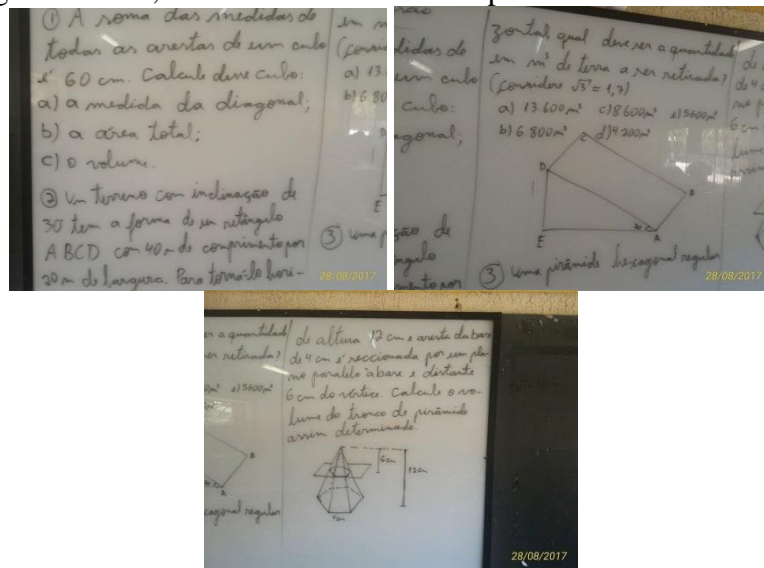 ① A soma das medidas de
todas as arestas de um cubo
é 60 cm. Calcule desse cubo:
a) a medida da diagonal;
b) a área total;
c) o volume.
② Um terreno com inclinação de
30° tem a forma de um retângulo
ABCD com 40 m de comprimento por
20 m de largura. Para torná-lo hori-
28/08/2017
zontal, qual deve ser a quantidade
em m³ de terra a ser retirada?
(considere √3 = 1,7)
a) 13.600 m³ c) 8600 m³ e) 5600 m³
b) 6.800 m³ d) 4200 m³
C
D
B
E
A
③ Uma pirâmide hexagonal regular
28/08/2017
de altura 12 cm e aresta da base
de 4 cm é seccionada por um pla-
no paralelo à base e distante
6 cm do vértice. Calcule o vo-
lume do tronco de pirâmide
assim determinado.
6 cm
12 cm
28/08/2017